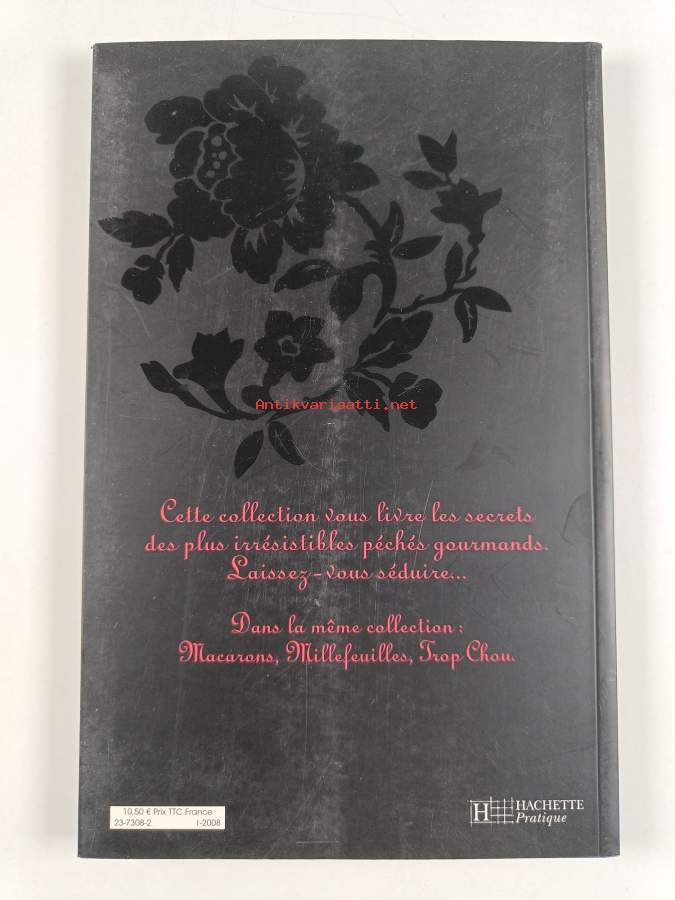 Antikvariaatti.net
Cette collection vous livre les secrets
des plus irrésistibles péchés gourmands.
Laissez-vous séduire...
Dans la même collection :
Macarons, Millefeuilles, Trop Chou.
10,50 € Prix TTC France
23-7308-2 I-2008
H HACHETTE
Pratique